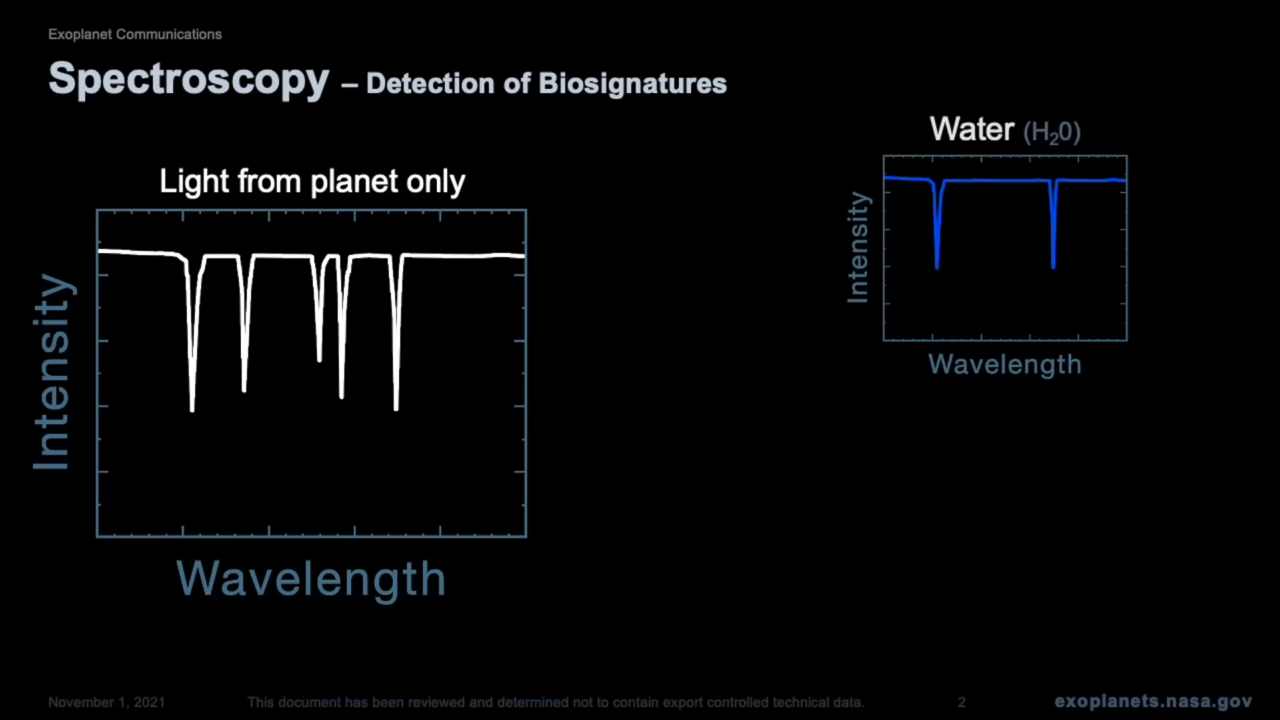 Exoplanet Communications
Spectroscopy – Detection of Biosignatures
Water (H₂0)
Light from planet only
Intensity
Wavelength
Intensity
Wavelength
November 1, 2021
This document has been reviewed and determined not to contain export controlled technical data.
2
exoplanets.nasa.gov